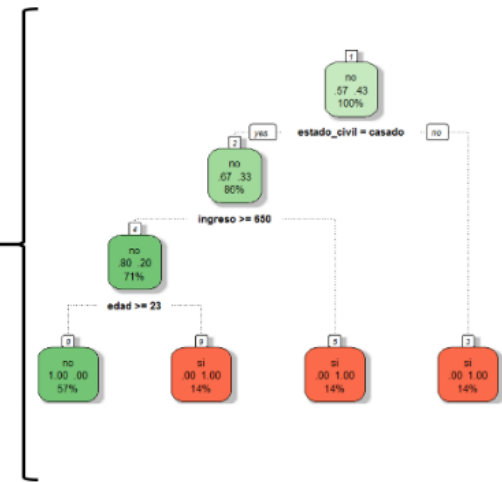 1
no
.57 .43
100%
yes
estado_civil = casado
no
2
no
.67 .33
86%
ingreso >= 650
4
no
.80 .20
71%
edad >= 23
8
no
1.00 .00
57%
9
si
.00 1.00
14%
5
si
.00 1.00
14%
3
si
.00 1.00
14%